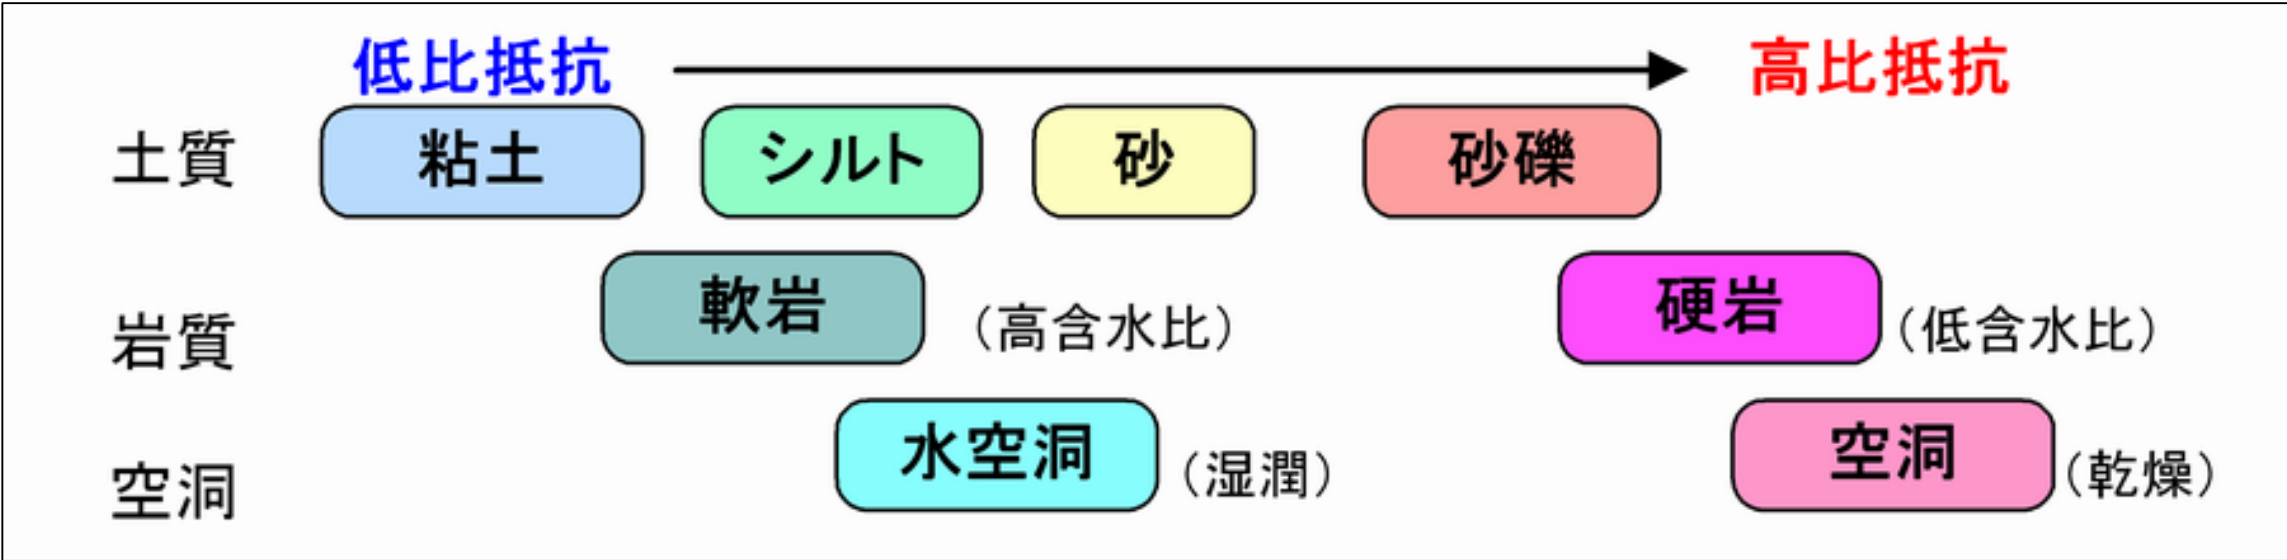 低比抵抗 高比抵抗
土質 粘土 シルト 砂 砂礫
岩質 軟岩 （高含水比） 硬岩 （低含水比）
空洞 水空洞 （湿潤） 空洞 （乾燥）